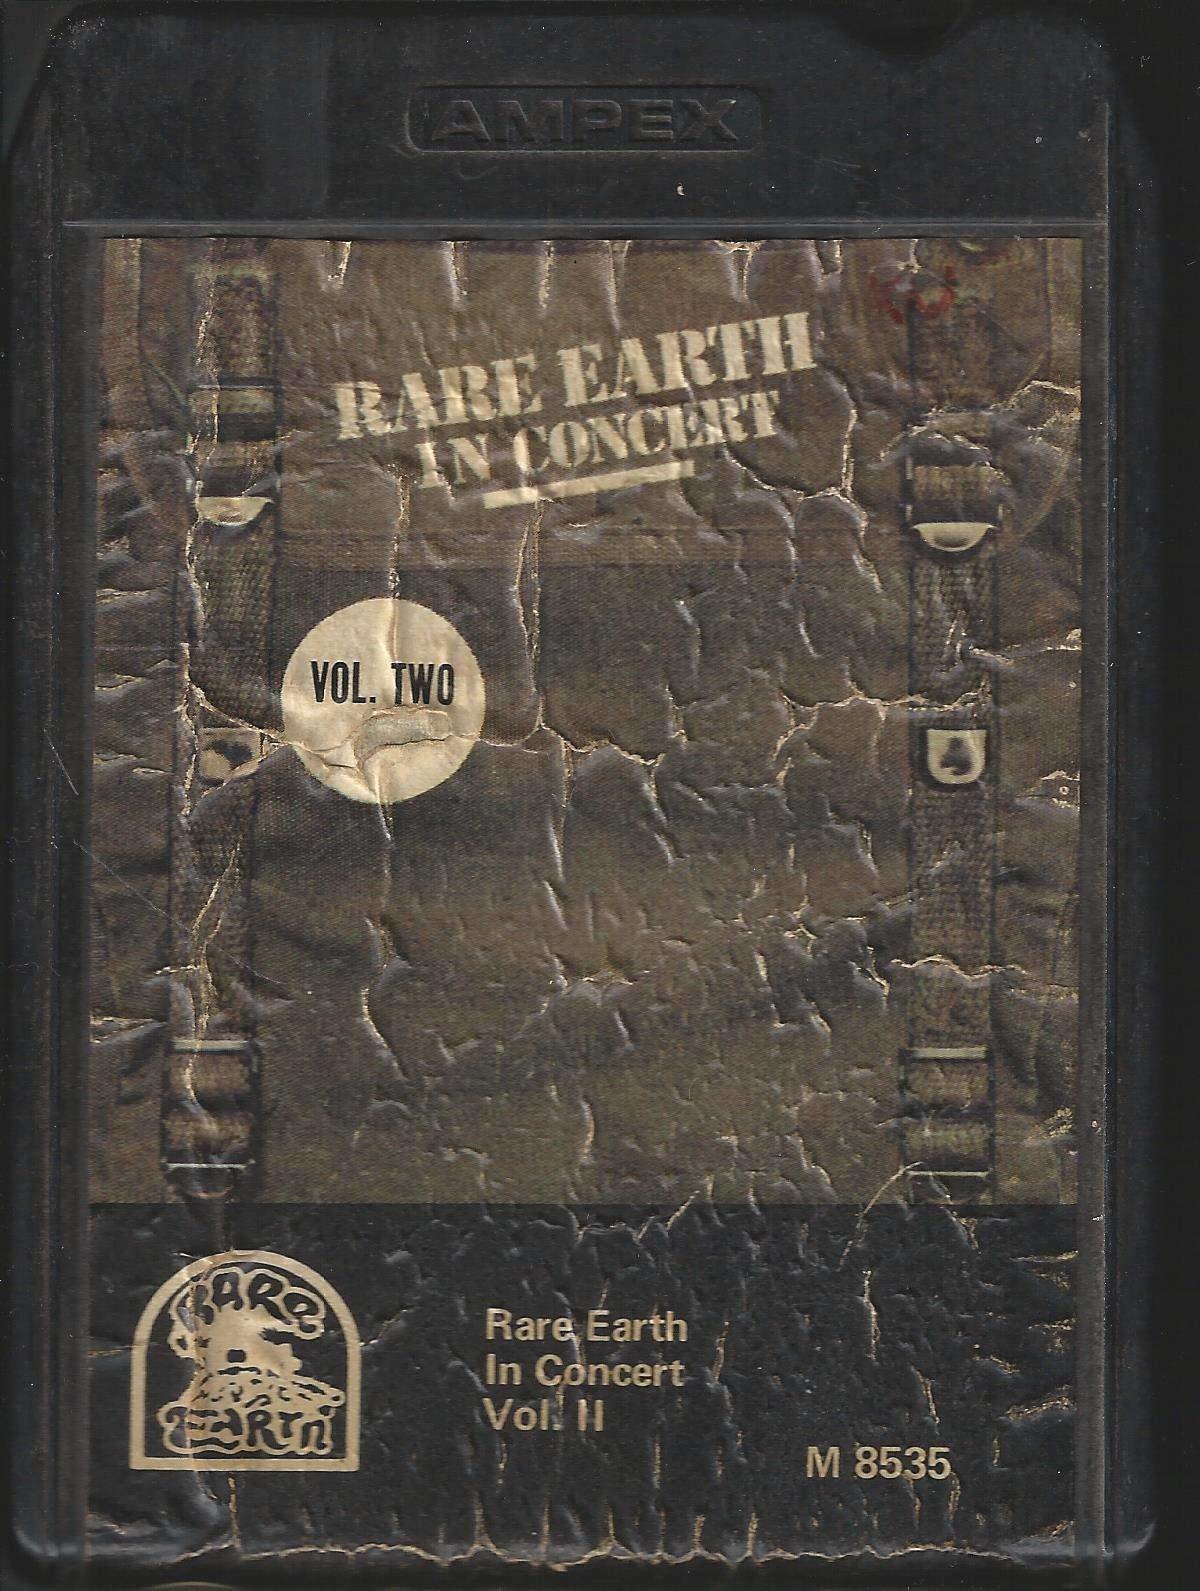 AMPEX
RARE EARTH
IN CONCERT
VOL. TWO
RARE
EARTH
Rare Earth
In Concert
Vol. II
M 8535